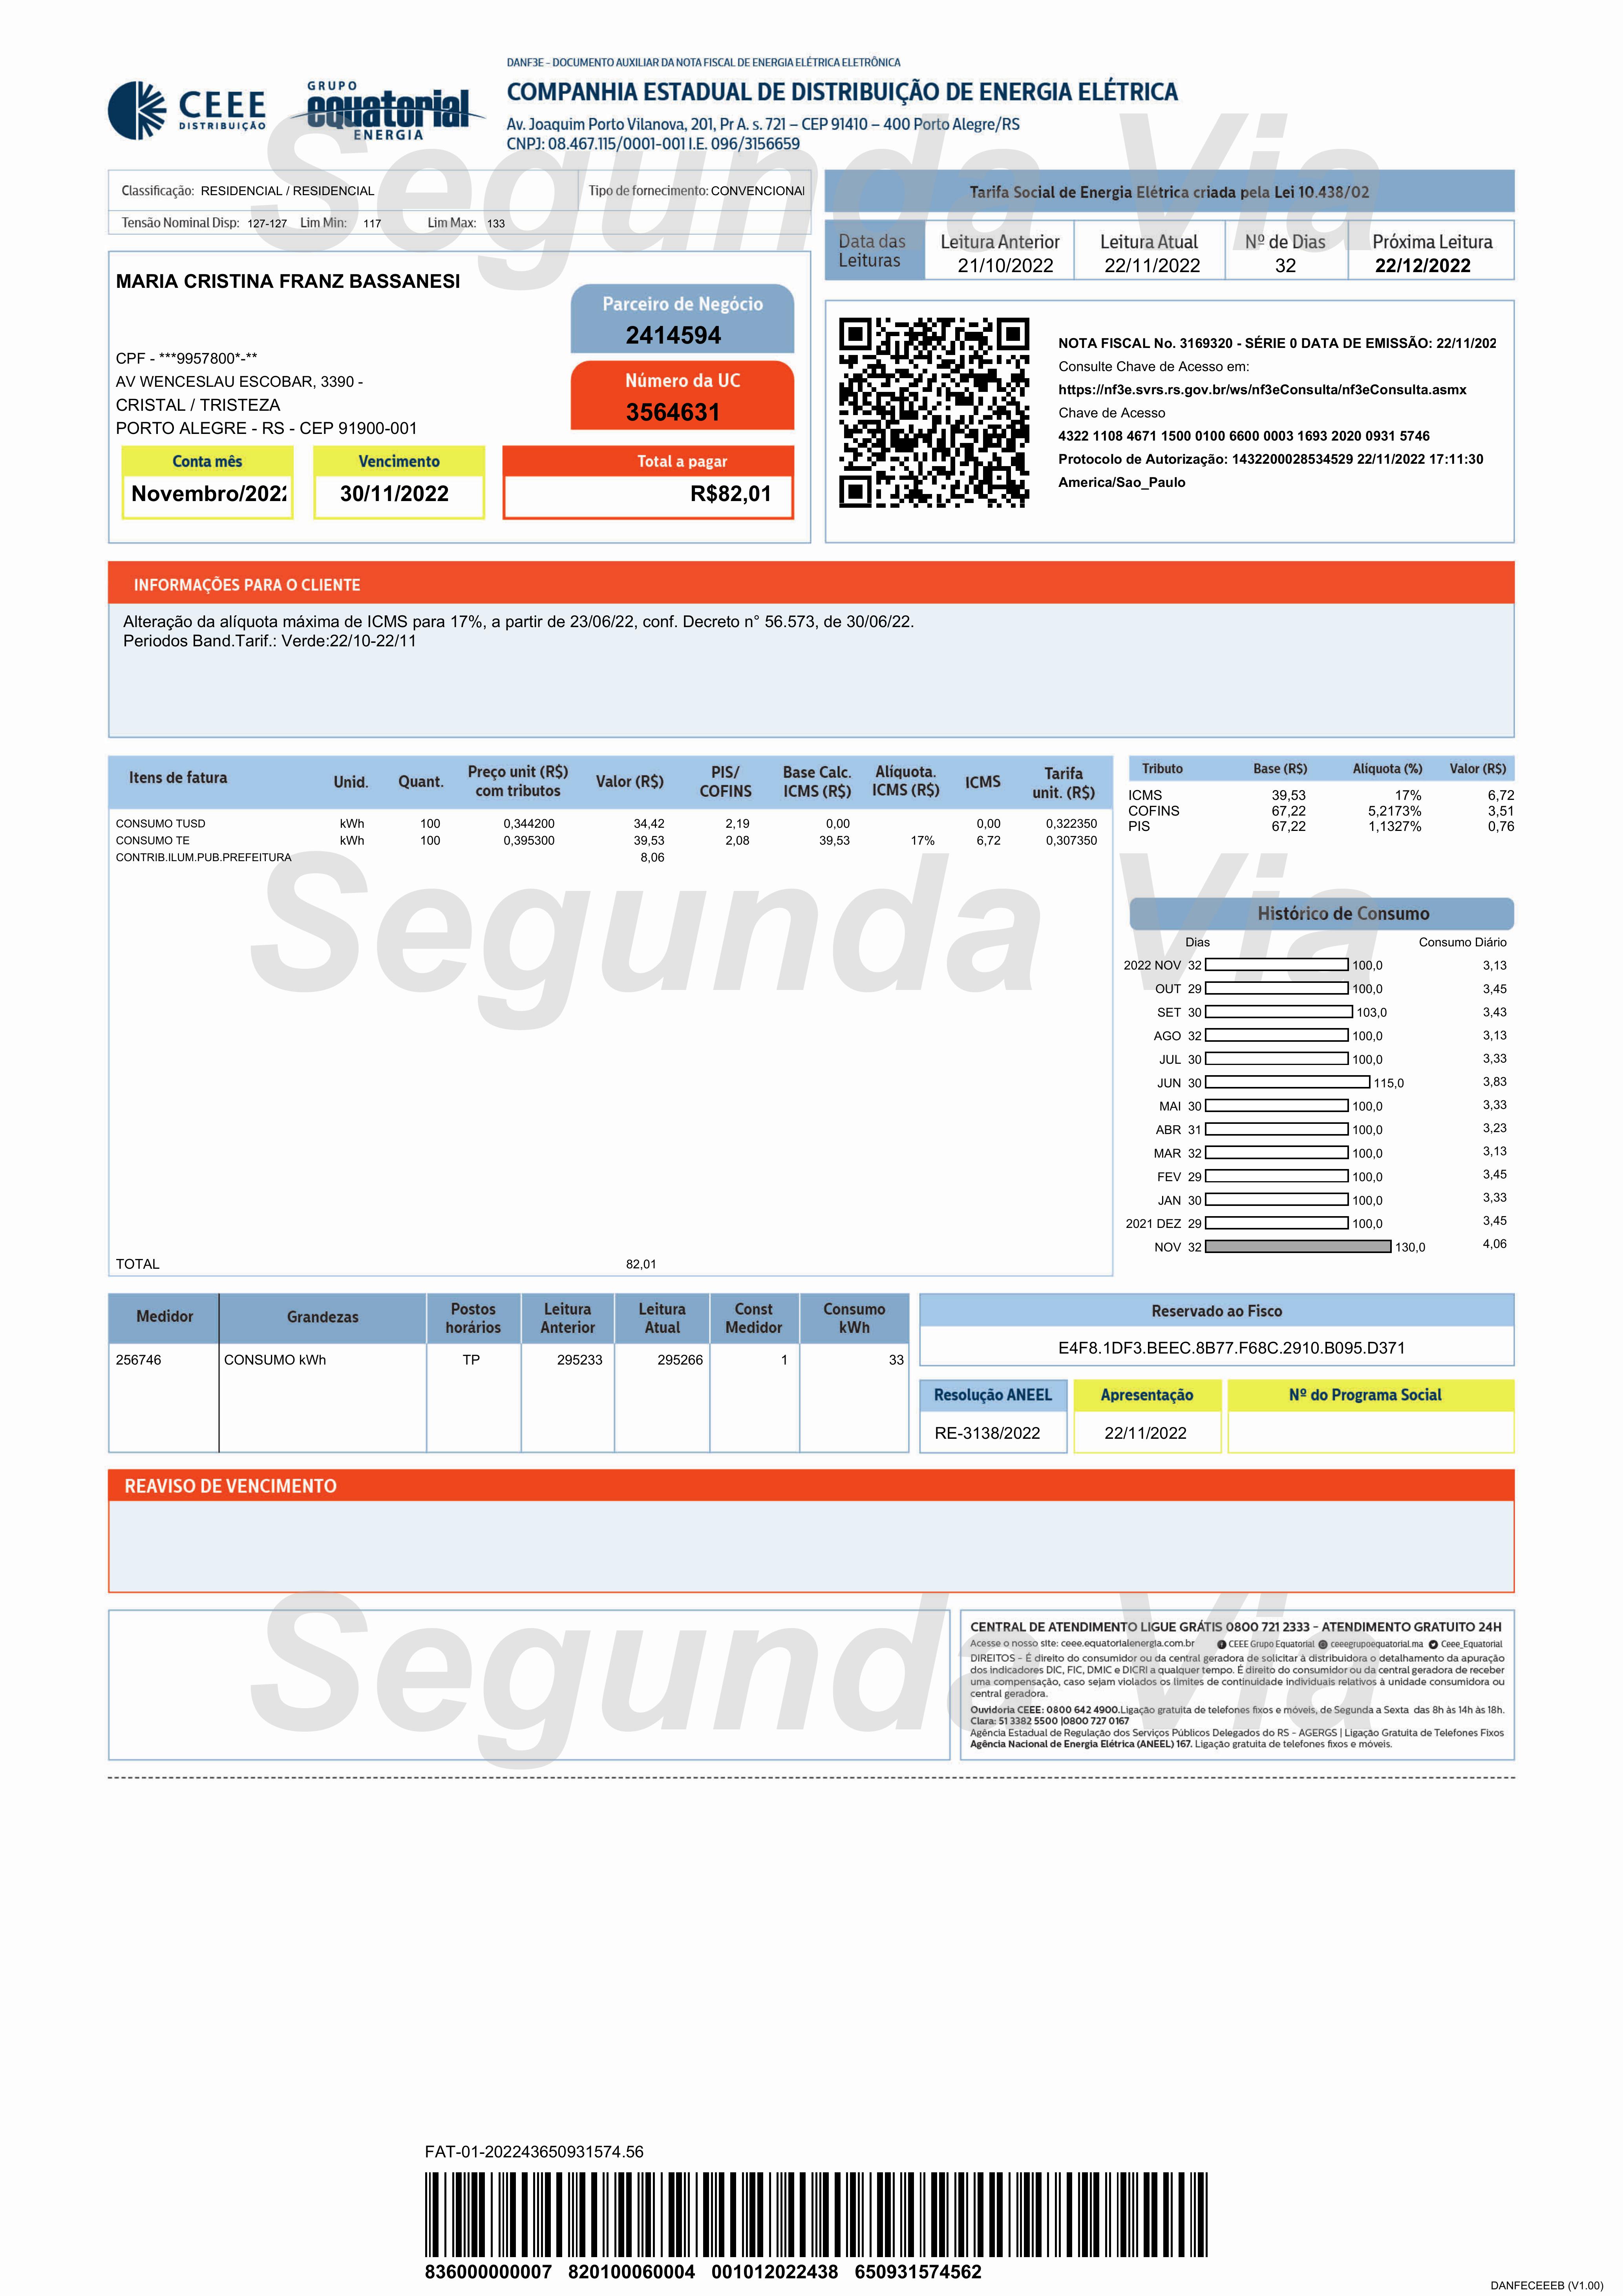 DANF3E - DOCUMENTO AUXILIAR DA NOTA FISCAL DE ENERGIA ELÉTRICA ELETRÔNICA
CEEE DISTRIBUIÇÃO
GRUPO equatorial ENERGIA
COMPANHIA ESTADUAL DE DISTRIBUIÇÃO DE ENERGIA ELÉTRICA
Av. Joaquim Porto Vilanova, 201, Pr A. s. 721 – CEP 91410 – 400 Porto Alegre/RS
CNPJ: 08.467.115/0001-001 I.E. 096/3156659
Segunda Via
Classificação: RESIDENCIAL / RESIDENCIAL Tipo de fornecimento: CONVENCIONAl
Tensão Nominal Disp: 127-127 Lim Min: 117 Lim Max: 133
Tarifa Social de Energia Elétrica criada pela Lei 10.438/02
Data das Leituras
Leitura Anterior Leitura Atual Nº de Dias Próxima Leitura
21/10/2022 22/11/2022 32 22/12/2022
MARIA CRISTINA FRANZ BASSANESI
CPF - ***9957800*-**
AV WENCESLAU ESCOBAR, 3390 -
CRISTAL / TRISTEZA
PORTO ALEGRE - RS - CEP 91900-001
Parceiro de Negócio
2414594
Número da UC
3564631
Conta mês Vencimento Total a pagar
Novembro/2022 30/11/2022 R$82,01
NOTA FISCAL No. 3169320 - SÉRIE 0 DATA DE EMISSÃO: 22/11/202
Consulte Chave de Acesso em:
https://nf3e.svrs.rs.gov.br/ws/nf3eConsulta/nf3eConsulta.asmx
Chave de Acesso
4322 1108 4671 1500 0100 6600 0003 1693 2020 0931 5746
Protocolo de Autorização: 1432200028534529 22/11/2022 17:11:30
America/Sao_Paulo
INFORMAÇÕES PARA O CLIENTE
Alteração da alíquota máxima de ICMS para 17%, a partir de 23/06/22, conf. Decreto n° 56.573, de 30/06/22.
Periodos Band.Tarif.: Verde:22/10-22/11
Itens de fatura Unid. Quant. Preço unit (R$) com tributos Valor (R$) PIS/ COFINS Base Calc. ICMS (R$) Alíquota. ICMS (R$) ICMS Tarifa unit. (R$)
CONSUMO TUSD kWh 100 0,344200 34,42 2,19 0,00 0,00 0,322350
CONSUMO TE kWh 100 0,395300 39,53 2,08 39,53 17% 6,72 0,307350
CONTRIB.ILUM.PUB.PREFEITURA 8,06
Segunda Via
TOTAL 82,01
Tributo Base (R$) Alíquota (%) Valor (R$)
ICMS 39,53 17% 6,72
COFINS 67,22 5,2173% 3,51
PIS 67,22 1,1327% 0,76
Histórico de Consumo
Dias Consumo Diário
2022 NOV 32 100,0 3,13
OUT 29 100,0 3,45
SET 30 103,0 3,43
AGO 32 100,0 3,13
JUL 30 100,0 3,33
JUN 30 115,0 3,83
MAI 30 100,0 3,33
ABR 31 100,0 3,23
MAR 32 100,0 3,13
FEV 29 100,0 3,45
JAN 30 100,0 3,33
2021 DEZ 29 100,0 3,45
NOV 32 130,0 4,06
Medidor Grandezas Postos horários Leitura Anterior Leitura Atual Const Medidor Consumo kWh
256746 CONSUMO kWh TP 295233 295266 1 33
Reservado ao Fisco
E4F8.1DF3.BEEC.8B77.F68C.2910.B095.D371
Resolução ANEEL Apresentação Nº do Programa Social
RE-3138/2022 22/11/2022
REAVISO DE VENCIMENTO
Segunda Via
CENTRAL DE ATENDIMENTO LIGUE GRÁTIS 0800 721 2333 - ATENDIMENTO GRATUITO 24H
Acesse o nosso site: ceee.equatorialenergia.com.br CEEE Grupo Equatorial ceeegrupoequatorial.ma Ceee_Equatorial
DIREITOS - É direito do consumidor ou da central geradora de solicitar à distribuidora o detalhamento da apuração
dos indicadores DIC, FIC, DMIC e DICRI a qualquer tempo. É direito do consumidor ou da central geradora de receber
uma compensação, caso sejam violados os limites de continuidade individuais relativos à unidade consumidora ou
central geradora.
Ouvidoria CEEE: 0800 642 4900.Ligação gratuita de telefones fixos e móveis, de Segunda a Sexta das 8h às 14h às 18h.
Clara: 51 3382 5500 |0800 727 0167
Agência Estadual de Regulação dos Serviços Públicos Delegados do RS - AGERGS | Ligação Gratuita de Telefones Fixos
Agência Nacional de Energia Elétrica (ANEEL) 167. Ligação gratuita de telefones fixos e móveis.
FAT-01-202243650931574.56
836000000007 820100060004 001012022438 650931574562
DANFECEEEB (V1.00)